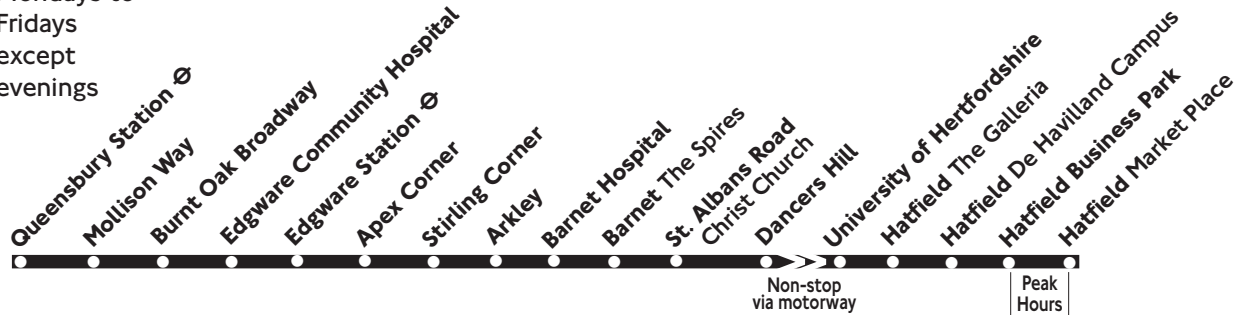 Fridays
except
evenings
Queensbury Station
Mollison Way
Burnt Oak Broadway
Edgware Community Hospital
Edgware Station
Apex Corner
Stirling Corner
Arkley
Barnet Hospital
Barnet The Spires
St. Albans Road
Christ Church
Dancers Hill
University of Hertfordshire
Hatfield The Galleria
Hatfield De Havilland Campus
Hatfield Business Park
Hatfield Market Place
Non-stop
via motorway
Peak
Hours